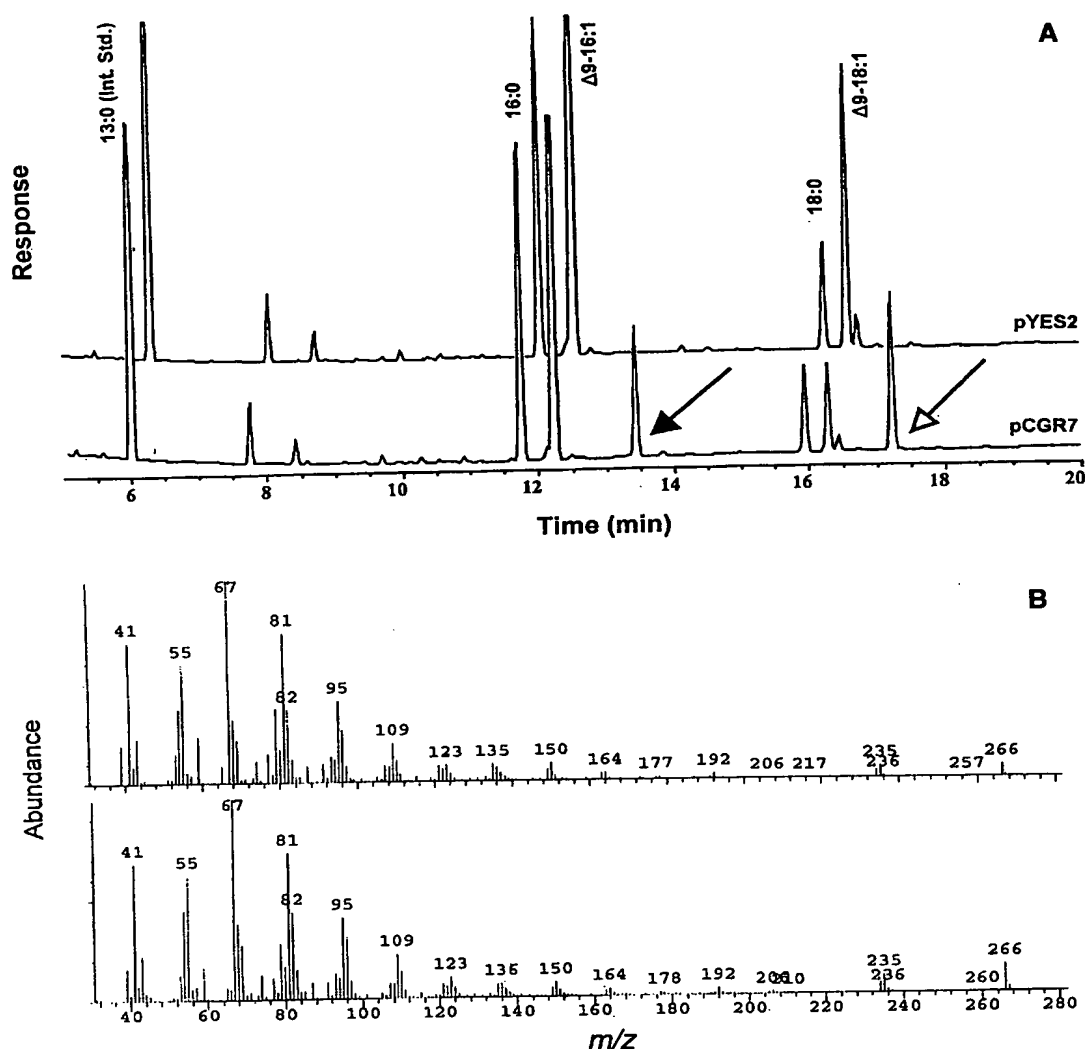 A
13:0 (Int. Std.)
16:0
Δ9-16:1
18:0
Δ9-18:1
Response
pYES2
pCGR7
6 8 10 12 14 16 18 20
Time (min)
B
Abundance
41 55 67 81 82 95 109 123 135 150 164 177 192 206 217 235 236 257 266
41 55 67 81 82 95 109 123 136 150 164 178 192 206 210 235 236 260 266
40 60 80 100 120 140 160 180 200 220 240 260 280
m/z